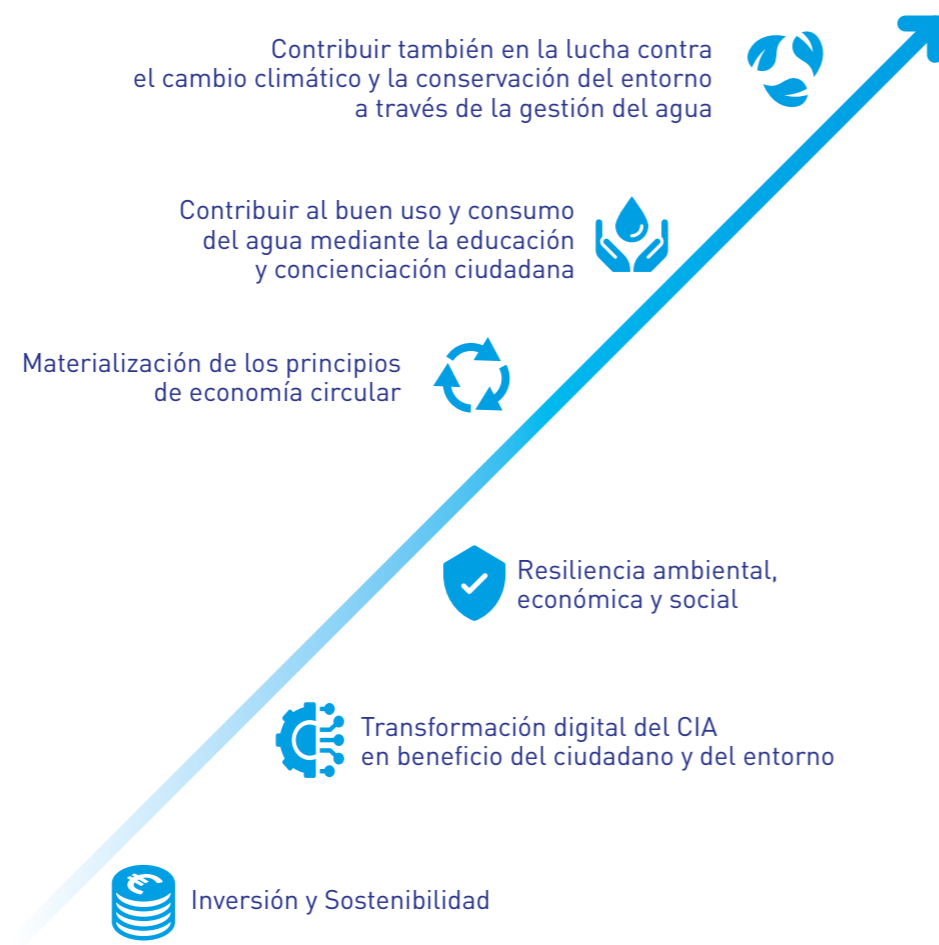 Contribuir también en la lucha contra
el cambio climático y la conservación del entorno
a través de la gestión del agua
Contribuir al buen uso y consumo
del agua mediante la educación
y concienciación ciudadana
Materialización de los principios
de economía circular
Resiliencia ambiental,
económica y social
Transformación digital del CIA
en beneficio del ciudadano y del entorno
€
Inversión y Sostenibilidad